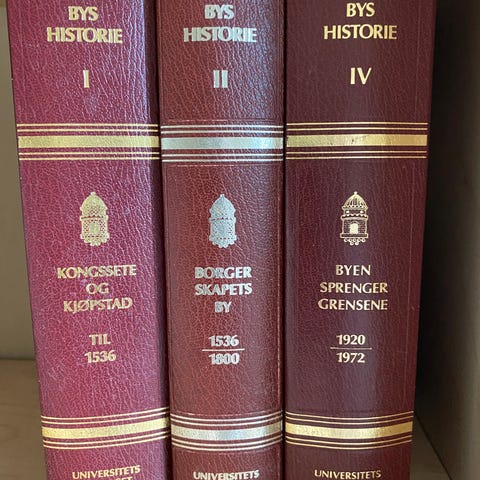 BYS
HISTORIE
I
KONGSSETE
OG
KJØPSTAD
TIL
1536
UNIVERSITETS
BYS
HISTORIE
II
BORGER
SKAPETS
BY
1536
1800
UNIVERSITETS
BYS
HISTORIE
IV
BYEN
SPRENGER
GRENSENE
1920
1972
UNIVERSITETS